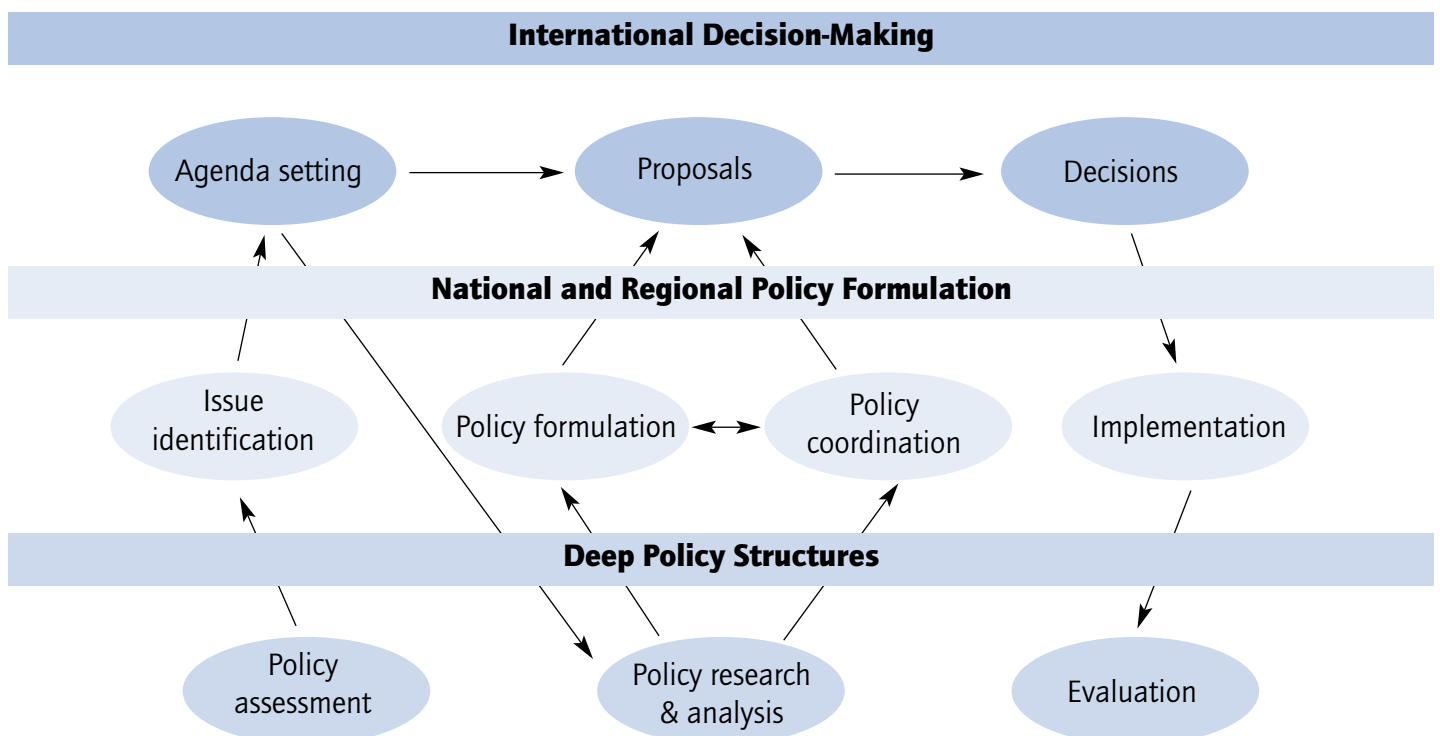 International Decision-Making
Agenda setting
Proposals
Decisions
National and Regional Policy Formulation
Issue
identification
Policy formulation
Policy
coordination
Implementation
Deep Policy Structures
Policy
assessment
Policy research
& analysis
Evaluation